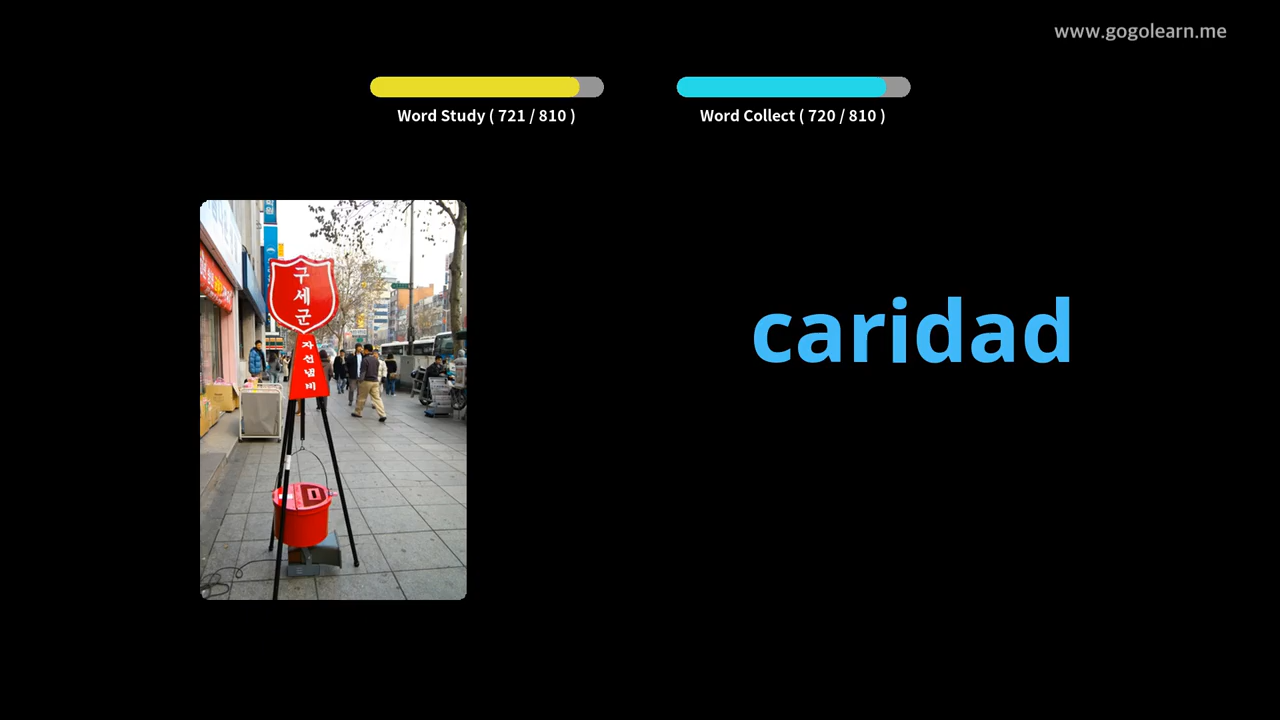 www.gogolearn.me
Word Study ( 721 / 810 )
Word Collect ( 720 / 810 )
구세군
자선냄비
caridad